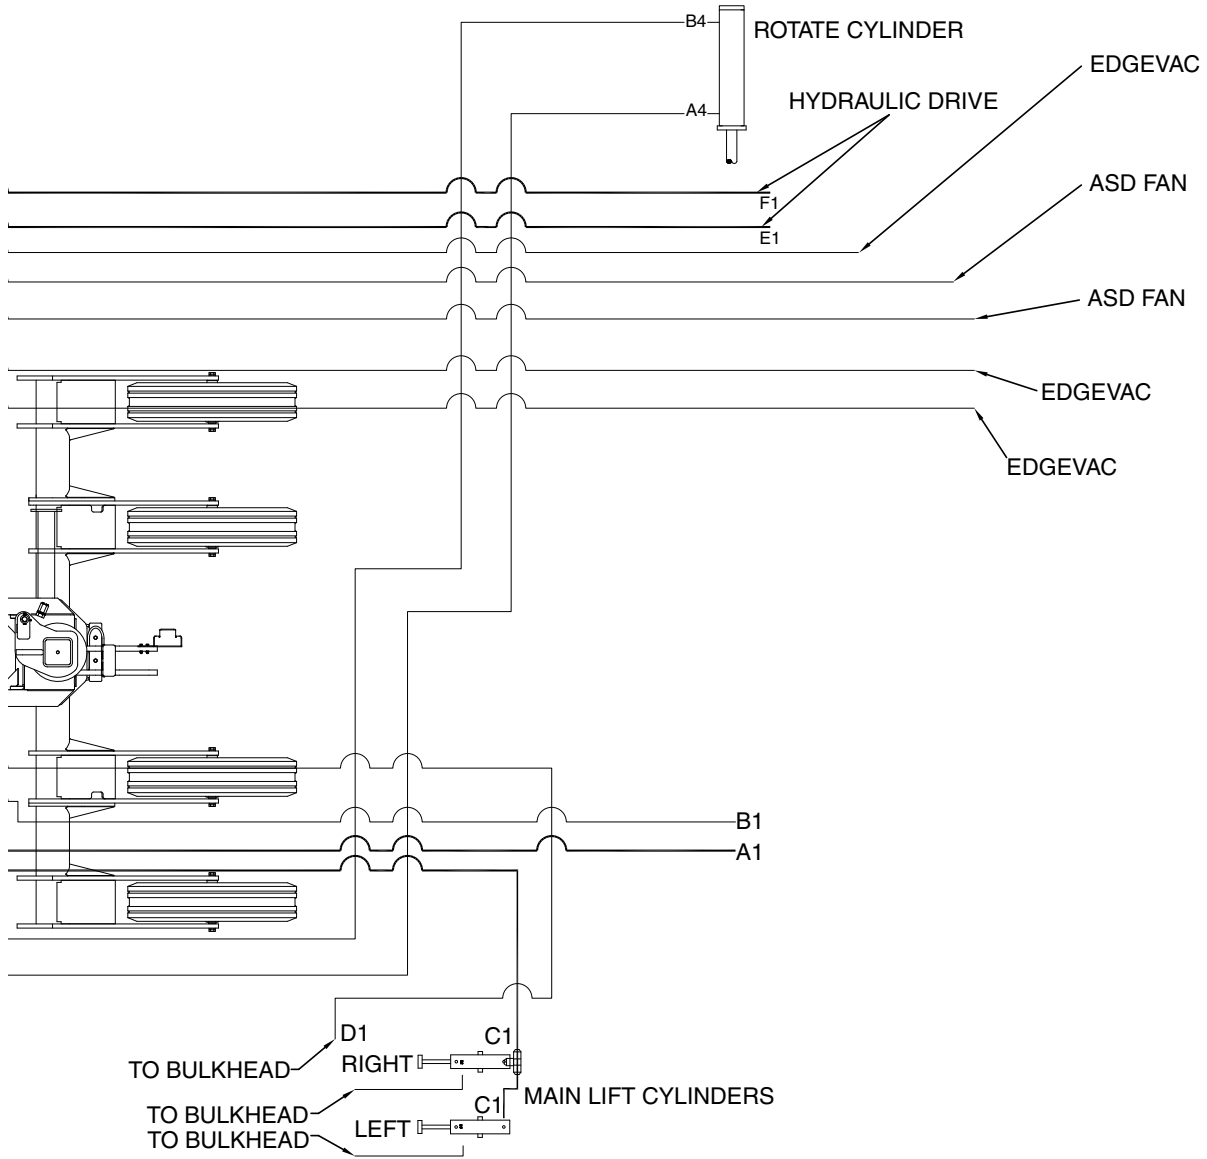 B4
ROTATE CYLINDER
EDGEVAC
HYDRAULIC DRIVE
A4
ASD FAN
F1
E1
ASD FAN
EDGEVAC
EDGEVAC
B1
A1
D1
C1
RIGHT
TO BULKHEAD
MAIN LIFT CYLINDERS
C1
TO BULKHEAD
LEFT
TO BULKHEAD